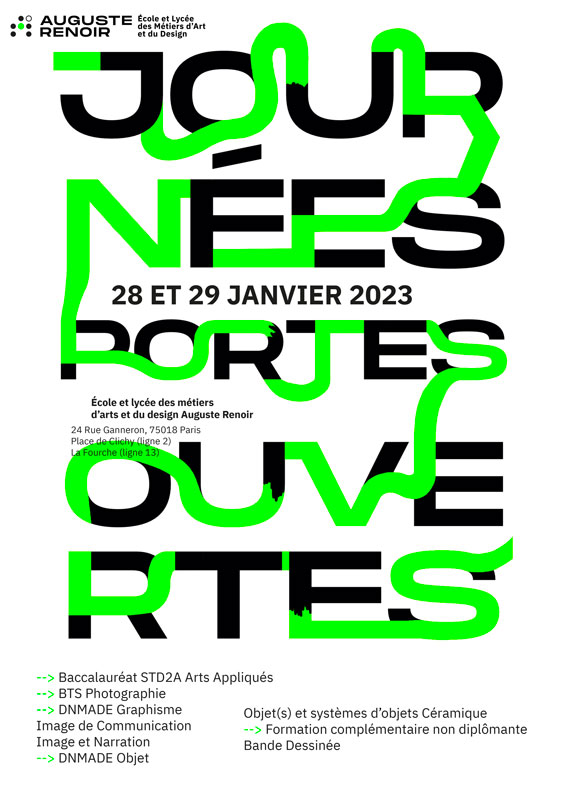 AUGUSTE
RENOIR
École et Lycée
des Métiers d'Art
et du Design
JOUR
NÉES
28 ET 29 JANVIER 2023
PORTES
École et lycée des métiers
d'arts et du design Auguste Renoir
24 Rue Ganneron, 75018 Paris
Place de Clichy (ligne 2)
La Fourche (ligne 13)
OUVE
RTES
--> Baccalauréat STD2A Arts Appliqués
--> BTS Photographie
--> DNMADE Graphisme
Image de Communication
Image et Narration
--> DNMADE Objet
Objet(s) et systèmes d'objets Céramique
--> Formation complémentaire non diplômante
Bande Dessinée